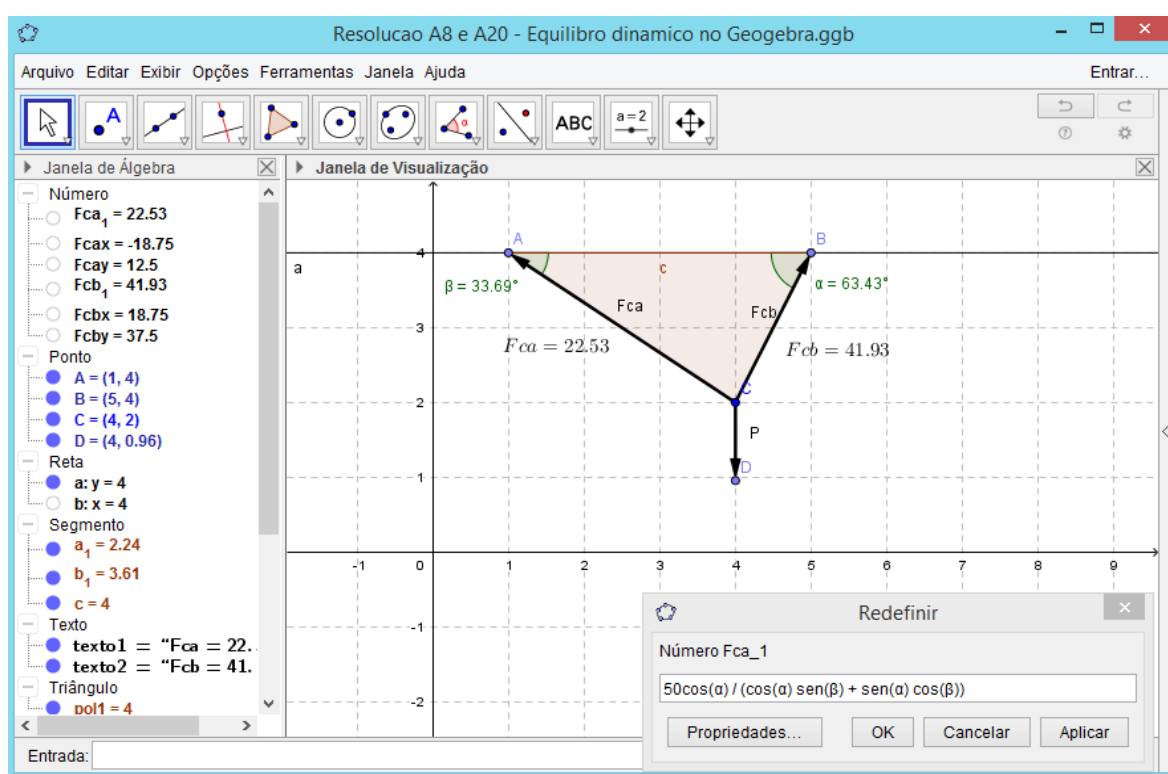 Resolucao A8 e A20 - Equilibro dinamico no Geogebra.ggb
Arquivo Editar Exibir Opções Ferramentas Janela Ajuda
Entrar...
A
α
ABC
a=2
Janela de Álgebra
Número
Fca₁ = 22.53
Fcax = -18.75
Fcay = 12.5
Fcb₁ = 41.93
Fcbx = 18.75
Fcby = 37.5
Ponto
A = (1, 4)
B = (5, 4)
C = (4, 2)
D = (4, 0.96)
Reta
a: y = 4
b: x = 4
Segmento
a₁ = 2.24
b₁ = 3.61
c = 4
Texto
texto1 = “Fca = 22.
texto2 = “Fcb = 41.
Triângulo
pol1 = 4
Janela de Visualização
A
B
4
a
c
β = 33.69°
α = 63.43°
Fca
Fcb
3
Fca = 22.53
Fcb = 41.93
C
2
P
D
1
-1 0 1 2 3 4 5 6 7 8 9
-1
-2
Redefinir
Número Fca_1
50cos(α) / (cos(α) sen(β) + sen(α) cos(β))
Propriedades... OK Cancelar Aplicar
Entrada: